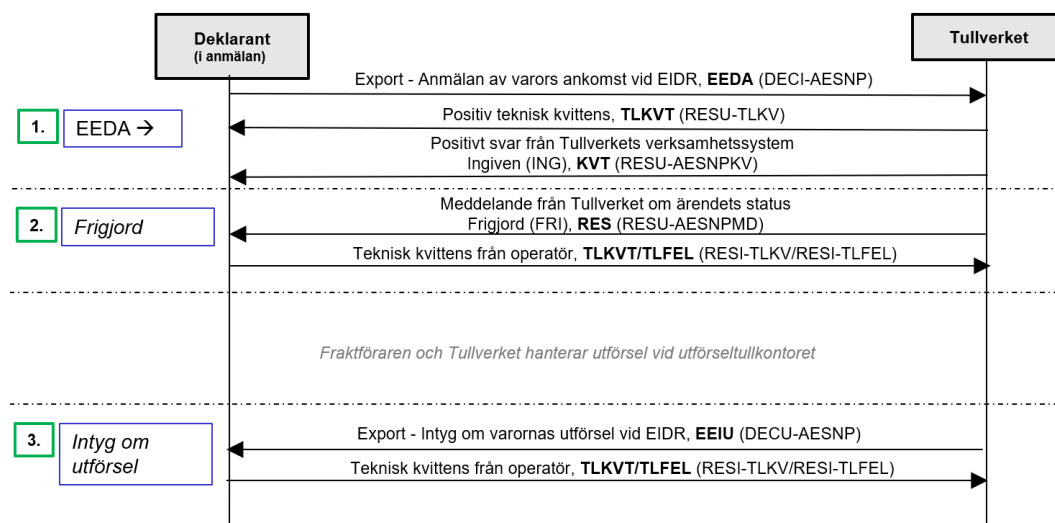 Deklarant
(i anmälan)
Tullverket
Export - Anmälan av varors ankomst vid EIDR, EEDA (DECI-AESNP)
1.
EEDA →
Positiv teknisk kvittens, TLKVT (RESU-TLKV)
Positivt svar från Tullverkets verksamhetssystem
Ingiven (ING), KVT (RESU-AESNPKV)
2.
Frigjord
Meddelande från Tullverket om ärendets status
Frigjord (FRI), RES (RESU-AESNPMD)
Teknisk kvittens från operatör, TLKVT/TLFEL (RESI-TLKV/RESI-TLFEL)
Fraktföraren och Tullverket hanterar utförsel vid utförseltullkontoret
3.
Intyg om
utförsel
Export - Intyg om varornas utförsel vid EIDR, EEIU (DECU-AESNP)
Teknisk kvittens från operatör, TLKVT/TLFEL (RESI-TLKV/RESI-TLFEL)